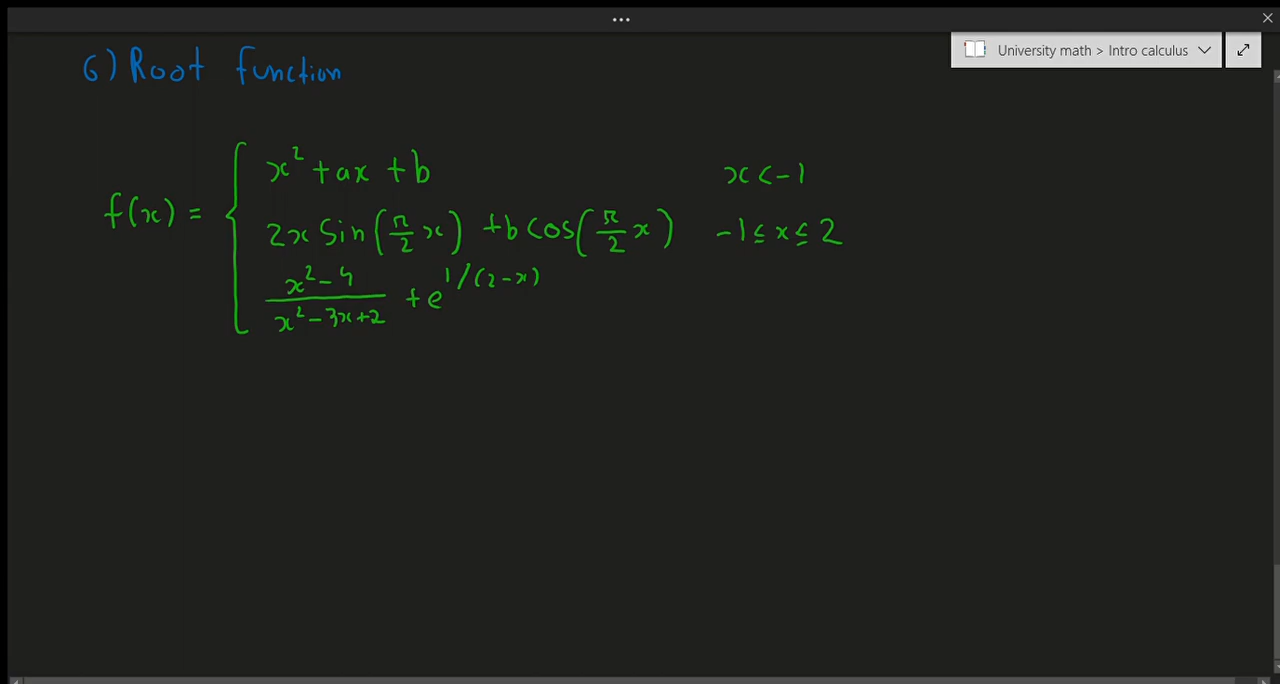 ...
University math > Intro calculus
6) Root function
x² + ax + b x < -1
f(x) = { 2x Sin(π/2 x) + b Cos(π/2 x) -1 ≤ x ≤ 2
(x² - 4)/(x² - 3x + 2) + e^(1/(2-x))